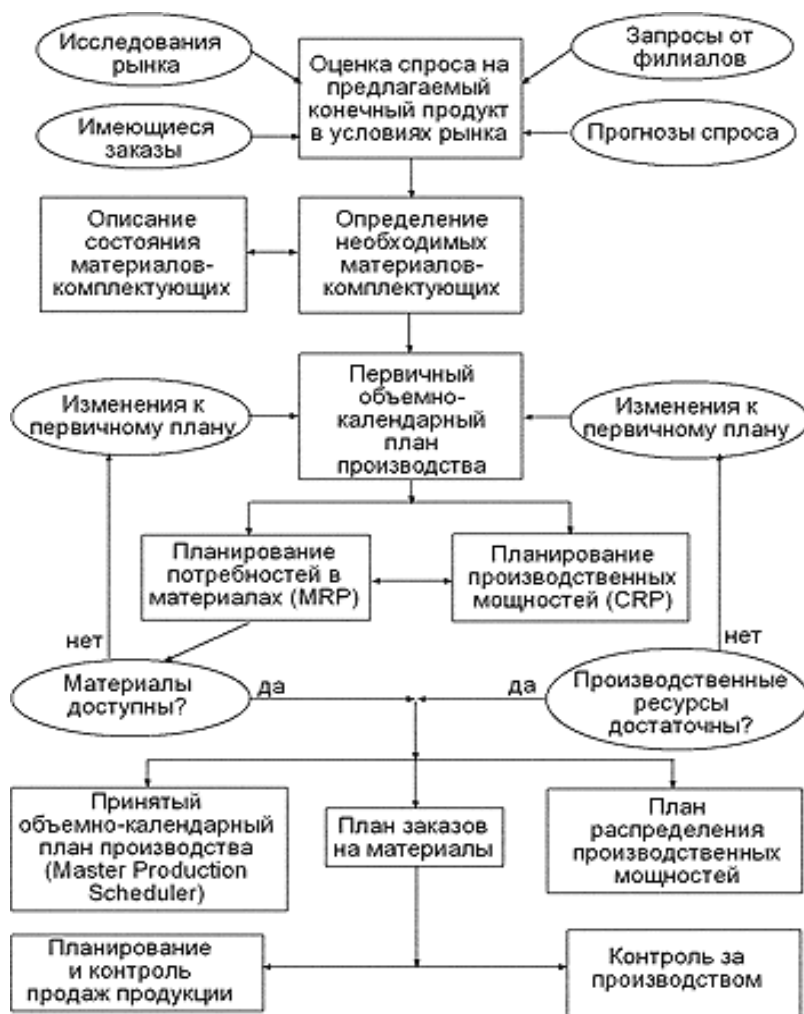 Исследования
рынка
Оценка спроса на
предлагаемый
конечный продукт
в условиях рынка
Запросы от
филиалов
Имеющиеся
заказы
Прогнозы спроса
Описание
состояния
материалов-
комплектующих
Определение
необходимых
материалов-
комплектующих
Изменения к
первичному плану
Первичный
объемно-
календарный
план
производства
Изменения к
первичному плану
Планирование
потребностей в
материалах (MRP)
Планирование
производственных
мощностей (CRP)
нет
нет
Материалы
доступны?
да
да
Производственные
ресурсы
достаточны?
Принятый
объемно-календарный
план производства
(Master Production
Scheduler)
План заказов
на материалы
План
распределения
производственных
мощностей
Планирование
и контроль
продаж продукции
Контроль за
производством